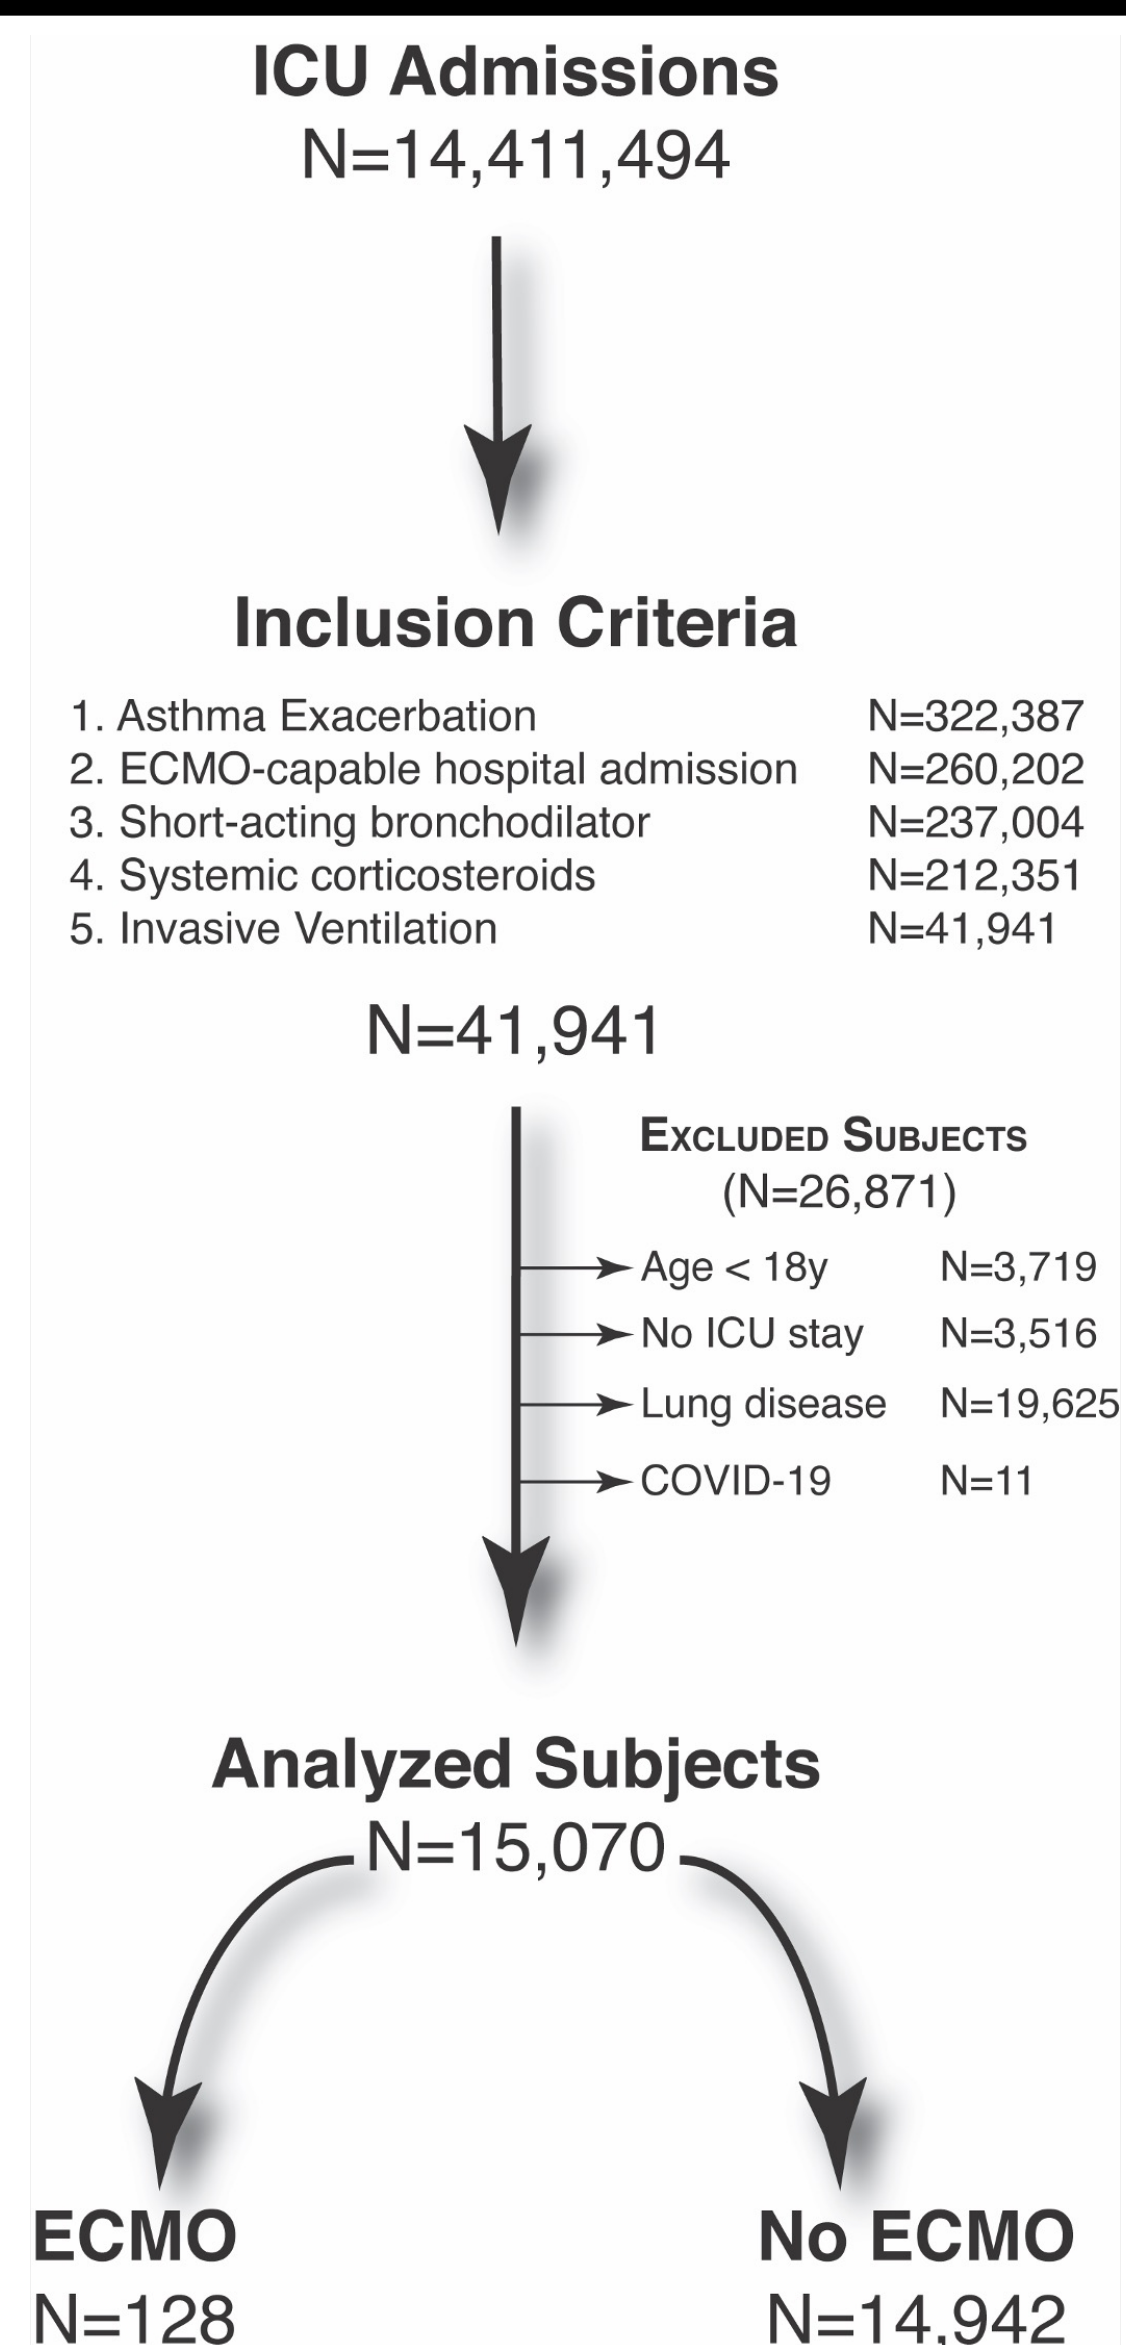 ICU Admissions
N=14,411,494
Inclusion Criteria
1. Asthma Exacerbation N=322,387
2. ECMO-capable hospital admission N=260,202
3. Short-acting bronchodilator N=237,004
4. Systemic corticosteroids N=212,351
5. Invasive Ventilation N=41,941
N=41,941
EXCLUDED SUBJECTS
(N=26,871)
Age < 18y N=3,719
No ICU stay N=3,516
Lung disease N=19,625
COVID-19 N=11
Analyzed Subjects
N=15,070
ECMO No ECMO
N=128 N=14,942